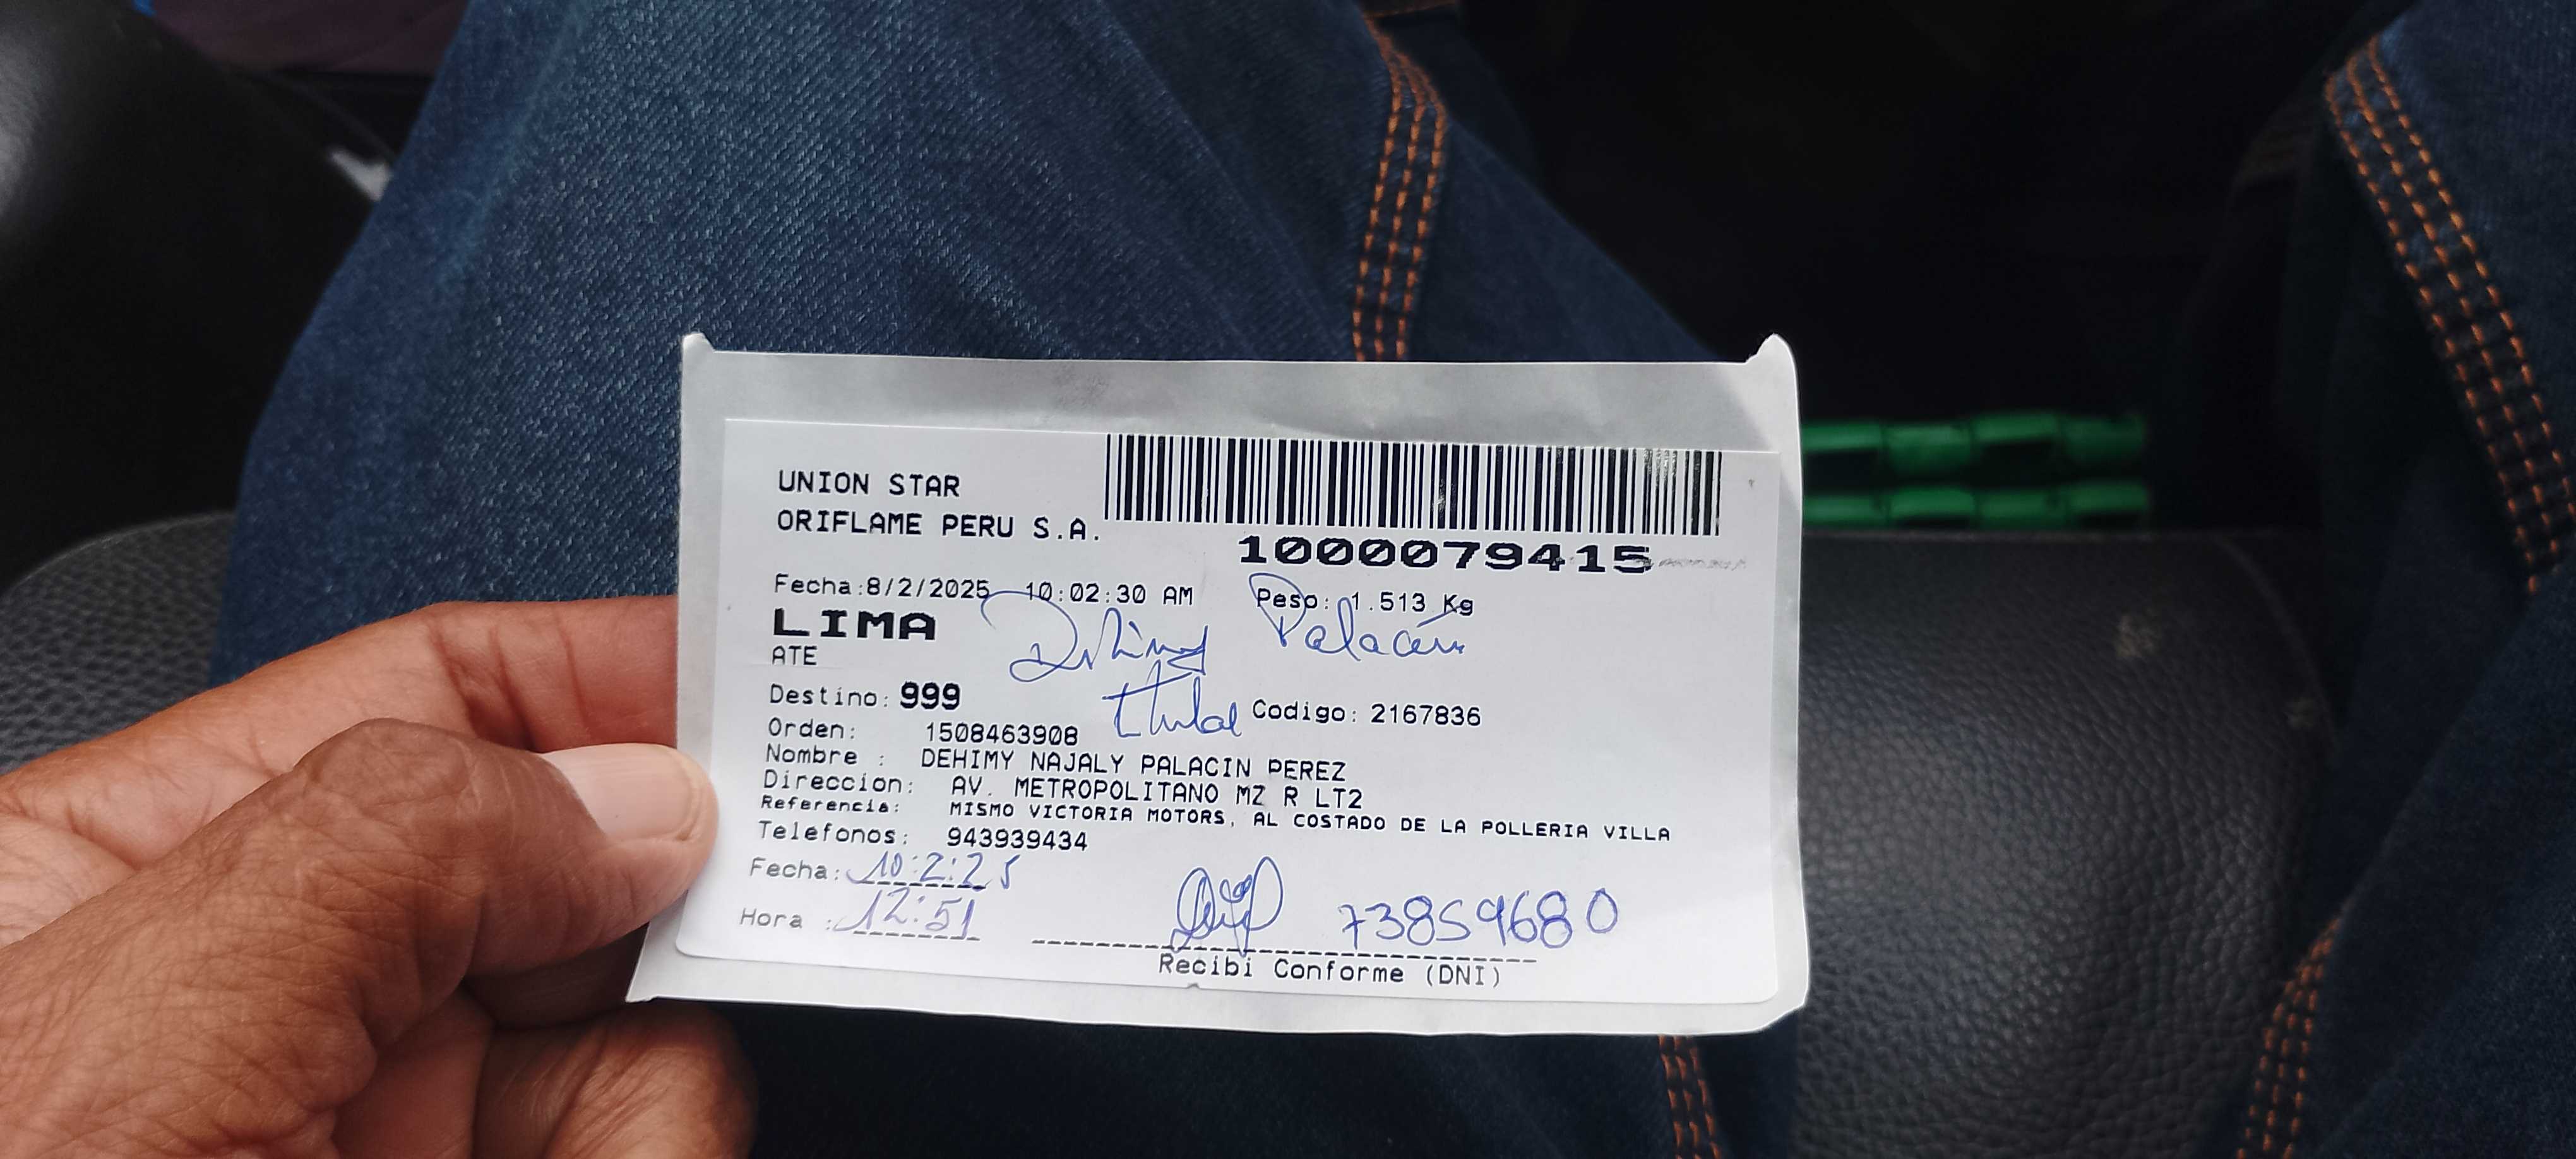 UNION STAR
ORIFLAME PERU S.A.
1000079415
Fecha:8/2/2025 10:02:30 AM Peso: 1.513 Kg
LIMA
Dehimy Palacín
ATE
titular
Destino: 999 Codigo: 2167836
Orden: 1508463908
Nombre : DEHIMY NAJALY PALACIN PEREZ
Direccion: AV. METROPOLITANO MZ R LT2
Referencia: MISMO VICTORIA MOTORS, AL COSTADO DE LA POLLERIA VILLA
Telefonos: 943939434
Fecha: 10:2:25
Hora : 12:51
73859680
Recibi Conforme (DNI)